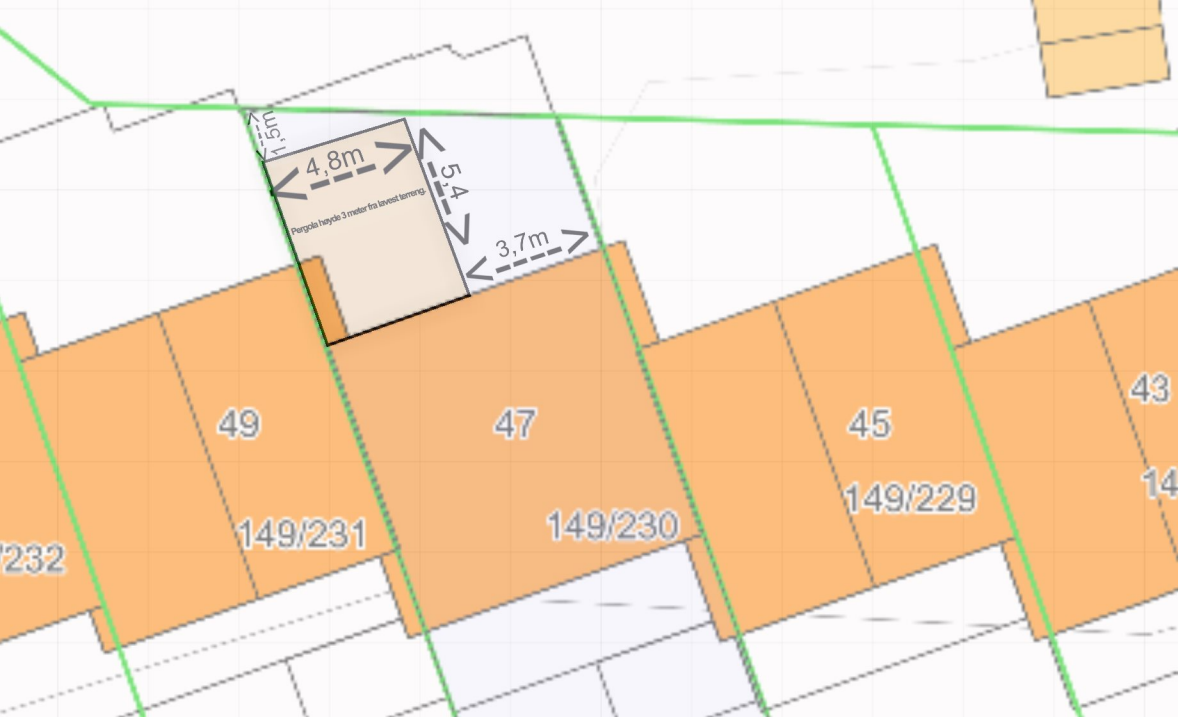 1,5m
4,8m
5,4
Pergola høyde 3 meter fra lavest terreng.
3,7m
49
47
45
43
149/231
149/230
149/229
14
/232